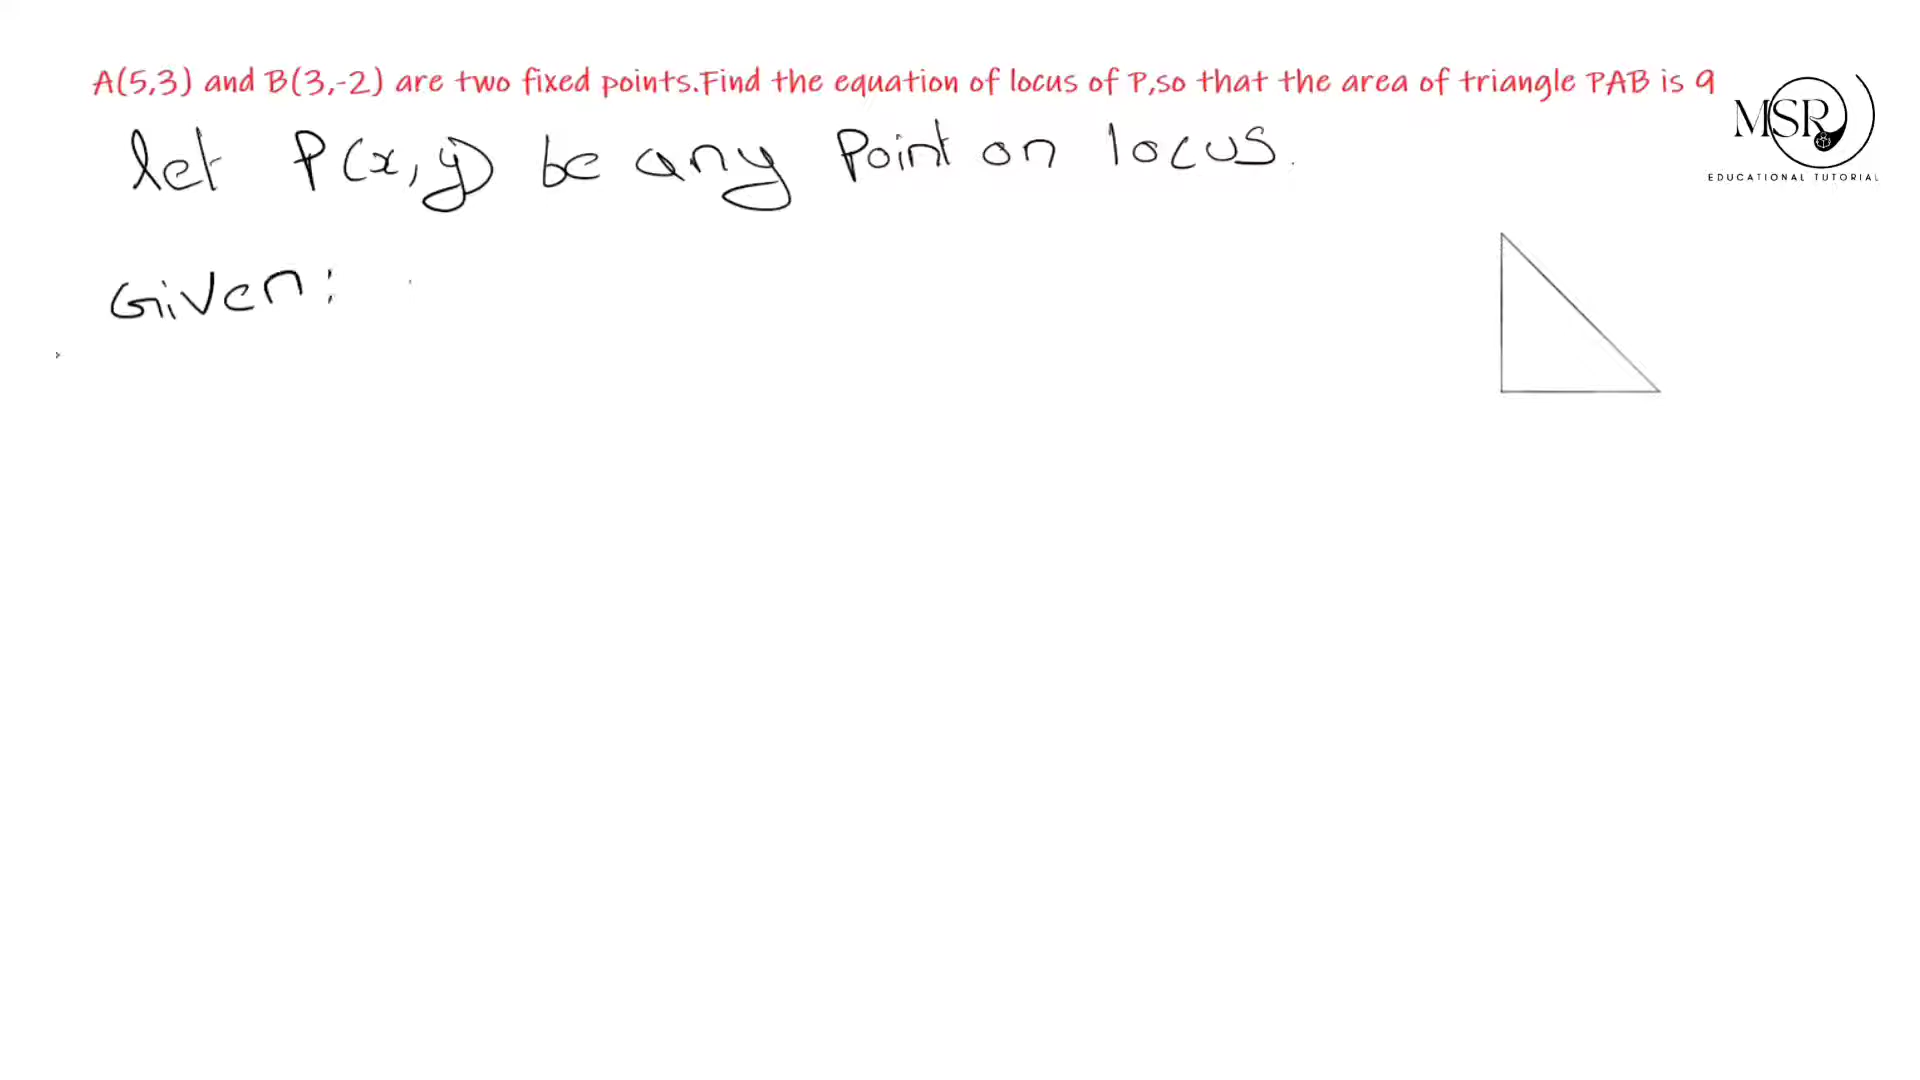 A(5,3) and B(3,-2) are two fixed points.Find the equation of locus of P,so that the area of triangle PAB is 9
MSR
EDUCATIONAL TUTORIAL
let P(x,y) be any Point on locus.
Given: